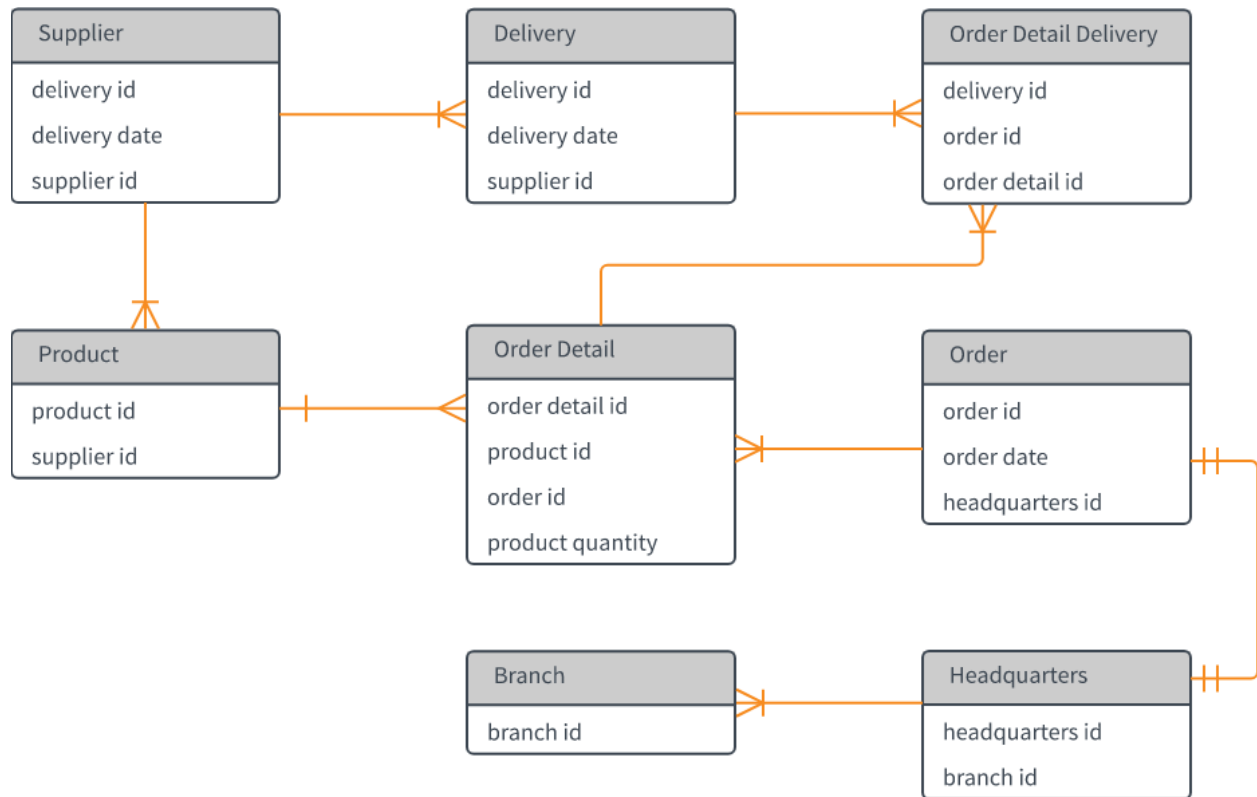 Supplier
delivery id
delivery date
supplier id
Delivery
delivery id
delivery date
supplier id
Order Detail Delivery
delivery id
order id
order detail id
Product
product id
supplier id
Order Detail
order detail id
product id
order id
product quantity
Order
order id
order date
headquarters id
Branch
branch id
Headquarters
headquarters id
branch id